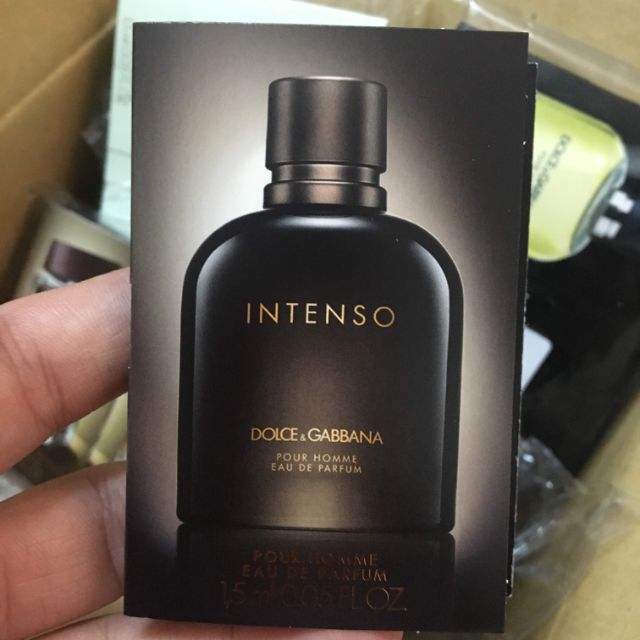 INTENSO
DOLCE & GABBANA
POUR HOMME
EAU DE PARFUM
POUR HOMME
EAU DE PARFUM
1,5 ml 0.05 FL.OZ.